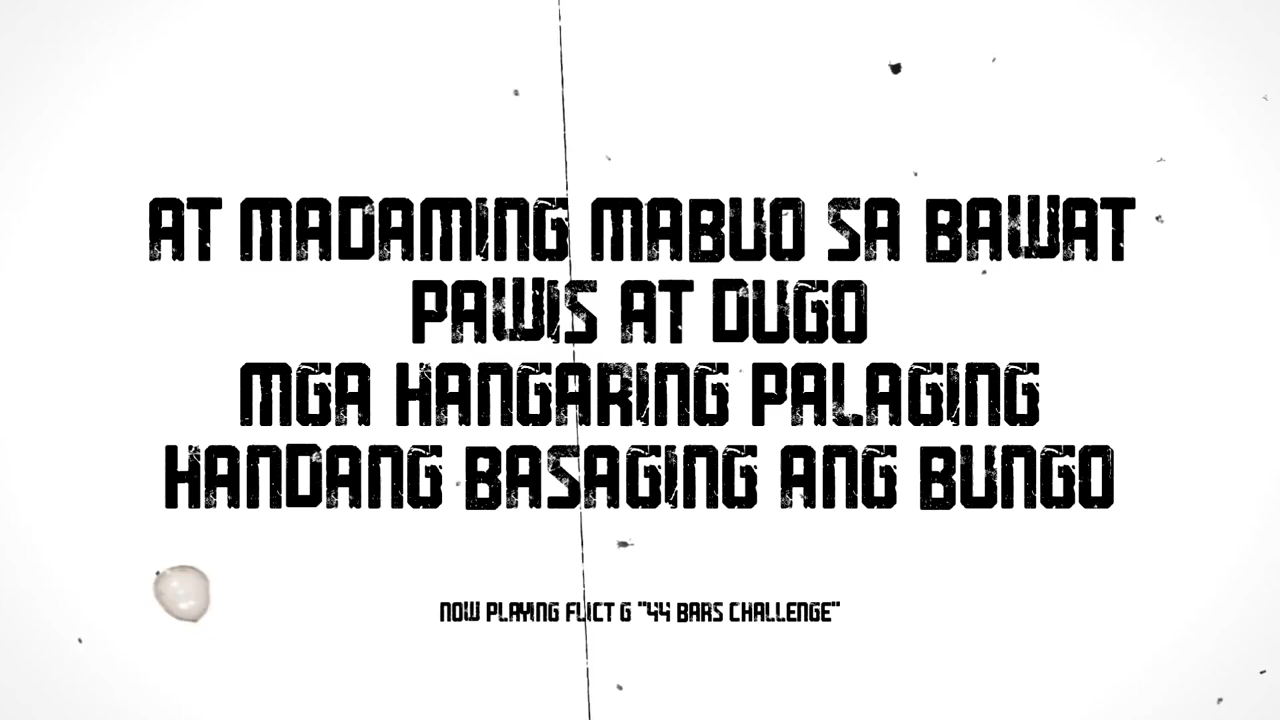 AT MADAMING MABUO SA BAWAT
PAWIS AT DUGO
MGA HANGARING PALAGING
HANDANG BASAGING ANG BUNGO
NOW PLAYING FLICT G "44 BARS CHALLENGE"